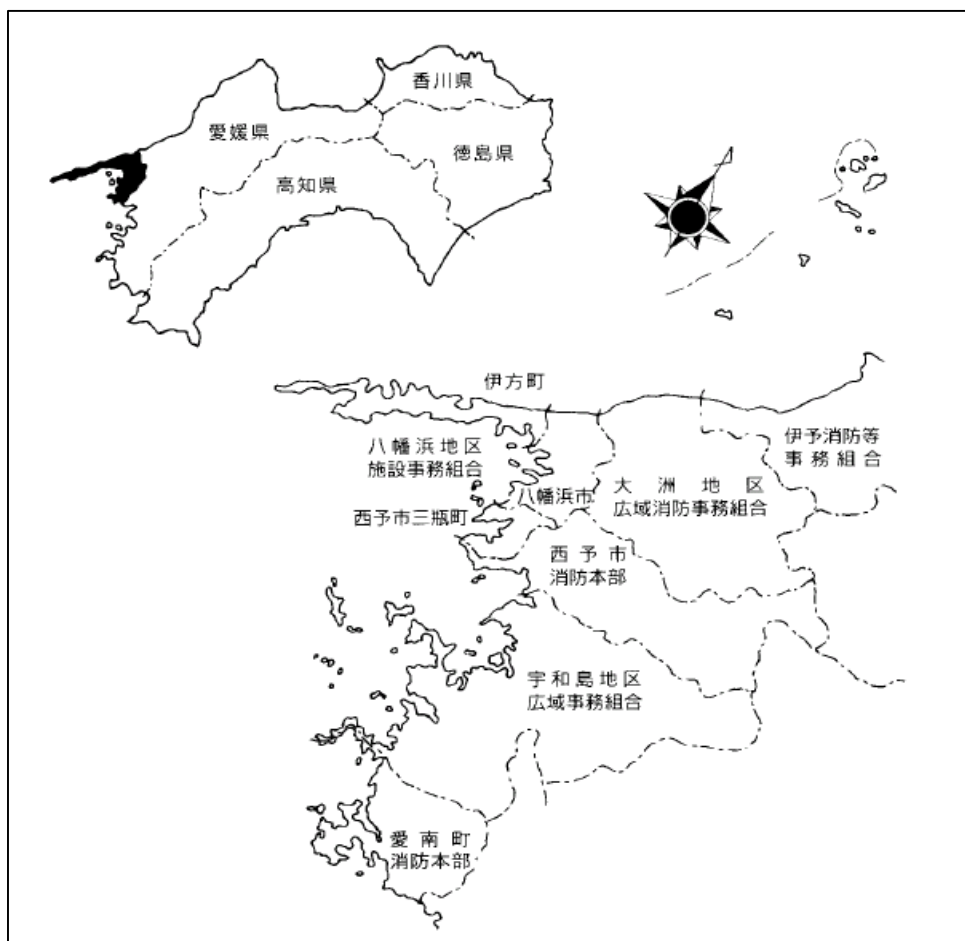 香川県
愛媛県
徳島県
高知県
伊方町
八幡浜地区
施設事務組合
伊予消防等
事務組合
八幡浜市
大洲地区
広域消防事務組合
西予市三瓶町
西予市
消防本部
宇和島地区
広域事務組合
愛南町
消防本部